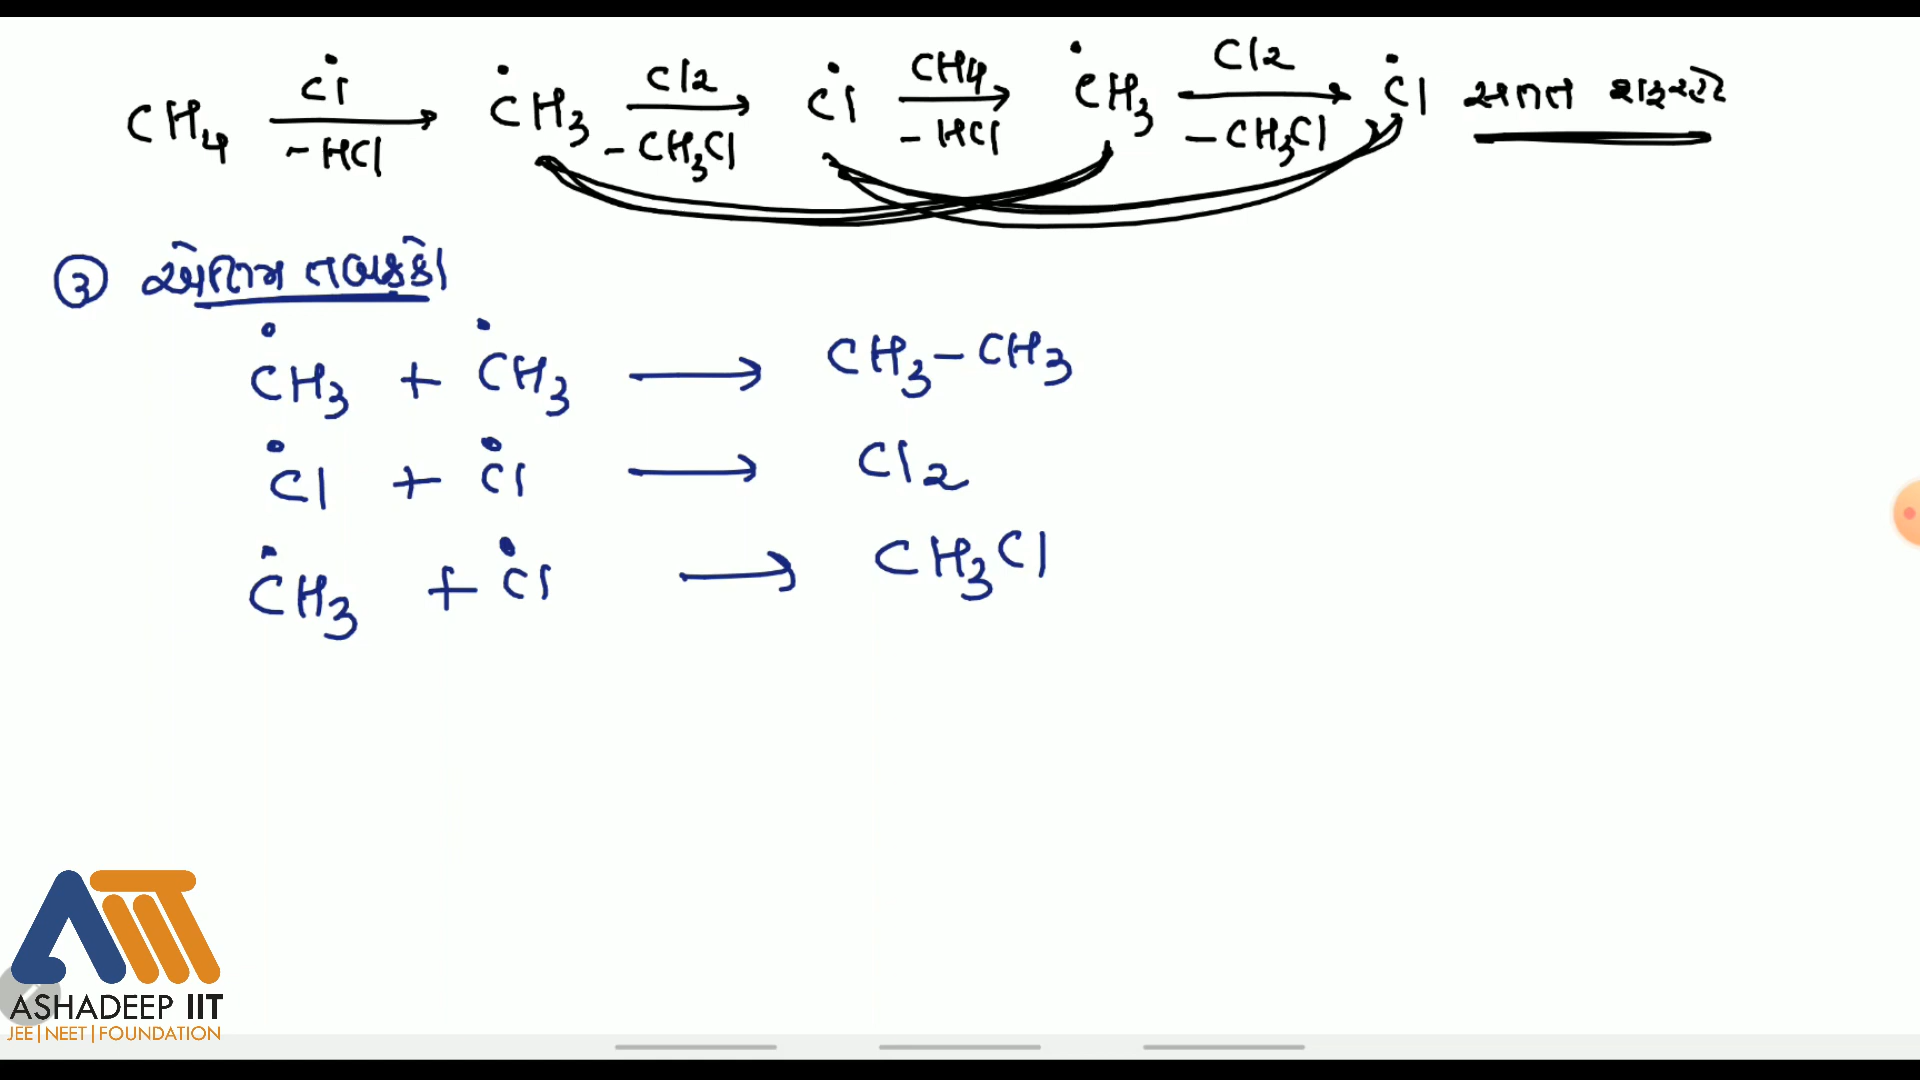 CH4 —Ċl / -HCl→ ĊH3 —Cl2 / -CH3Cl→ Ċl —CH4 / -HCl→ ĊH3 —Cl2 / -CH3Cl→ Ċl સતત
③ અંતિમ તબક્કો
ĊH3 + ĊH3 ⟶ CH3-CH3
Ċl + Ċl ⟶ Cl2
ĊH3 + Ċl ⟶ CH3Cl
ASHADEEP IIT
JEE|NEET|FOUNDATION